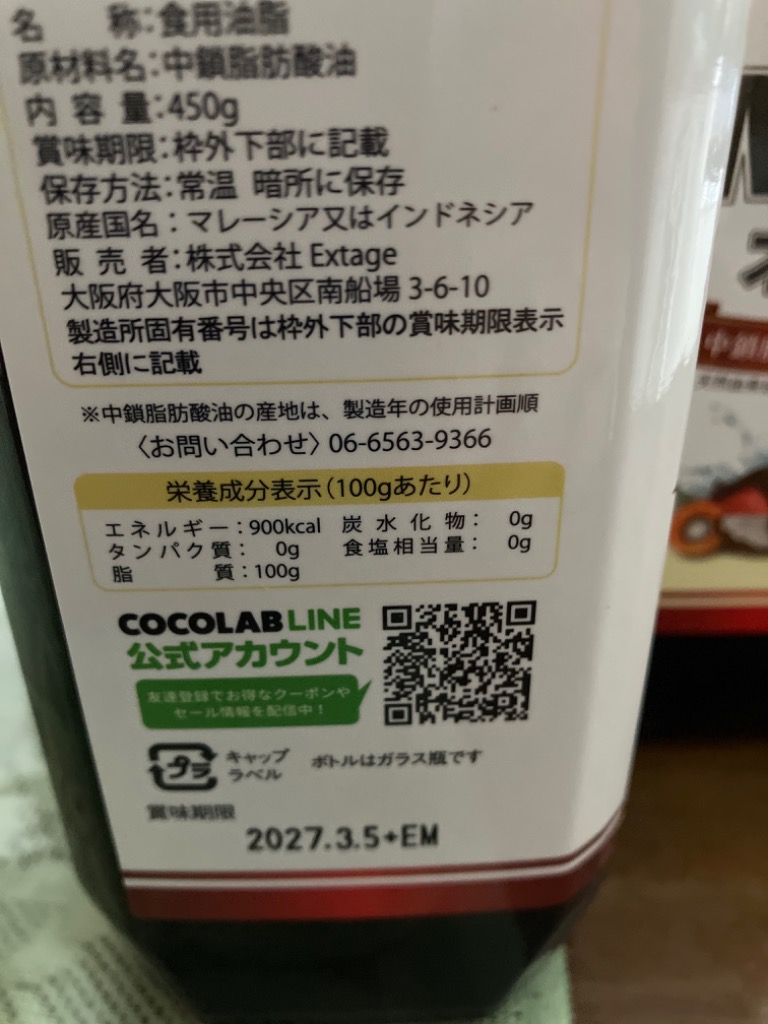 名 称:食用油脂
原材料名:中鎖脂肪酸油
内 容 量:450g
賞味期限:枠外下部に記載
保存方法:常温 暗所に保存
原産国名:マレーシア又はインドネシア
販 売 者:株式会社 Extage
大阪府大阪市中央区南船場 3-6-10
製造所固有番号は枠外下部の賞味期限表示
右側に記載
※中鎖脂肪酸油の産地は、製造年の使用計画順
〈お問い合わせ〉06-6563-9366
栄養成分表示(100gあたり)
エネルギー:900kcal 炭水化物: 0g
タンパク質: 0g 食塩相当量: 0g
脂 質:100g
COCOLAB LINE
公式アカウント
友達登録でお得なクーポンや
セール情報を配信中!
プラ キャップ ボトルはガラス瓶です
ラベル
賞味期限
2027.3.5+EM
中鎖